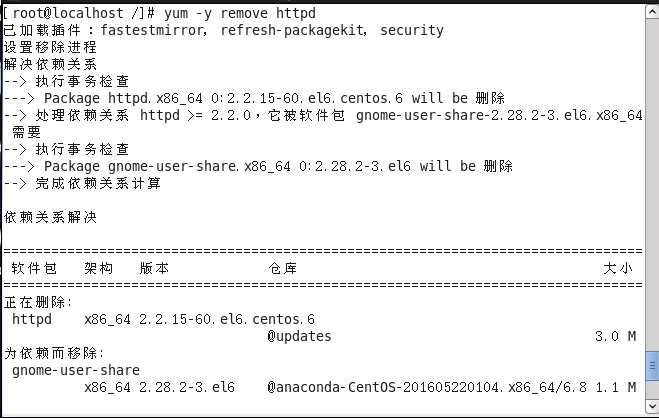 [root@localhost /]# yum -y remove httpd
已加载插件：fastestmirror, refresh-packagekit, security
设置移除进程
解决依赖关系
--> 执行事务检查
---> Package httpd.x86_64 0:2.2.15-60.el6.centos.6 will be 删除
--> 处理依赖关系 httpd >= 2.2.0，它被软件包 gnome-user-share-2.28.2-3.el6.x86_64
需要
--> 执行事务检查
---> Package gnome-user-share.x86_64 0:2.28.2-3.el6 will be 删除
--> 完成依赖关系计算
依赖关系解决
================================================================================
软件包 架构 版本 仓库 大小
================================================================================
正在删除:
httpd x86_64 2.2.15-60.el6.centos.6
@updates 3.0 M
为依赖而移除:
gnome-user-share
x86_64 2.28.2-3.el6 @anaconda-CentOS-201605220104.x86_64/6.8 1.1 M